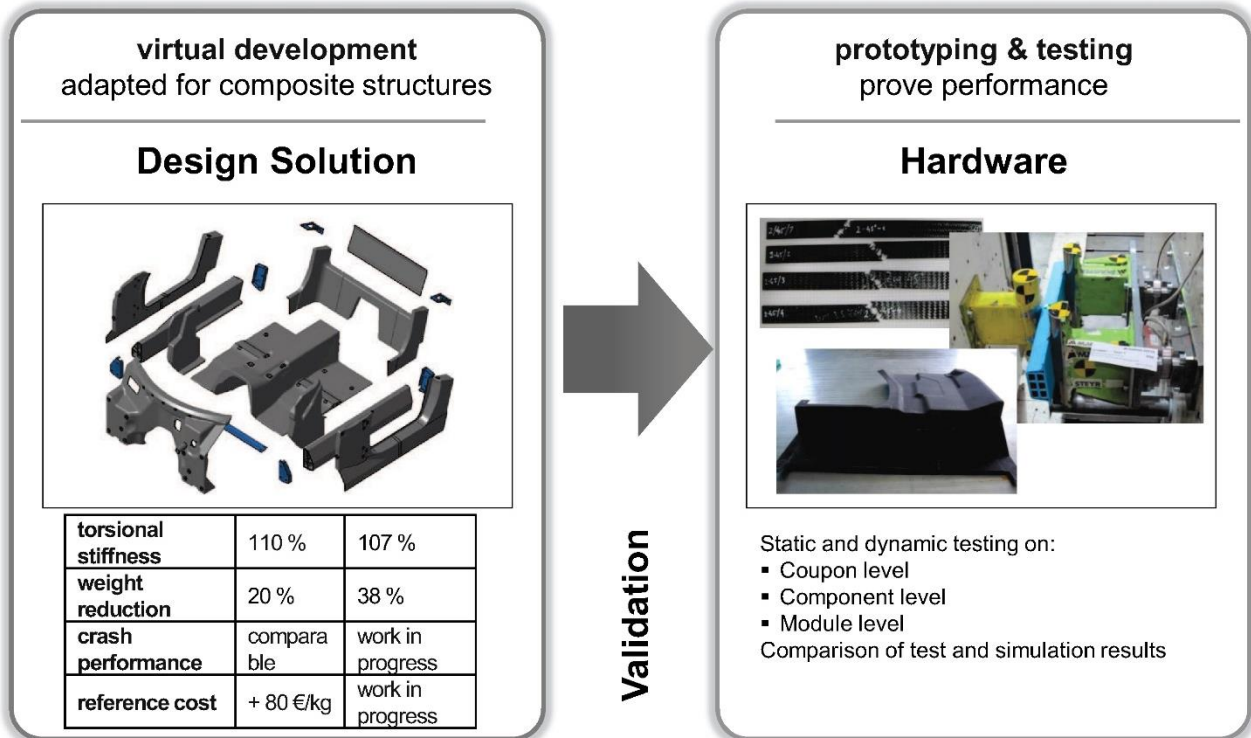 virtual development
adapted for composite structures
Design Solution
torsional
stiffness
110 %
107 %
weight
reduction
20 %
38 %
crash
performance
compara
ble
work in
progress
reference cost
+ 80 €/kg
work in
progress
Validation
prototyping & testing
prove performance
Hardware
STEYR
Static and dynamic testing on:
▪ Coupon level
▪ Component level
▪ Module level
Comparison of test and simulation results